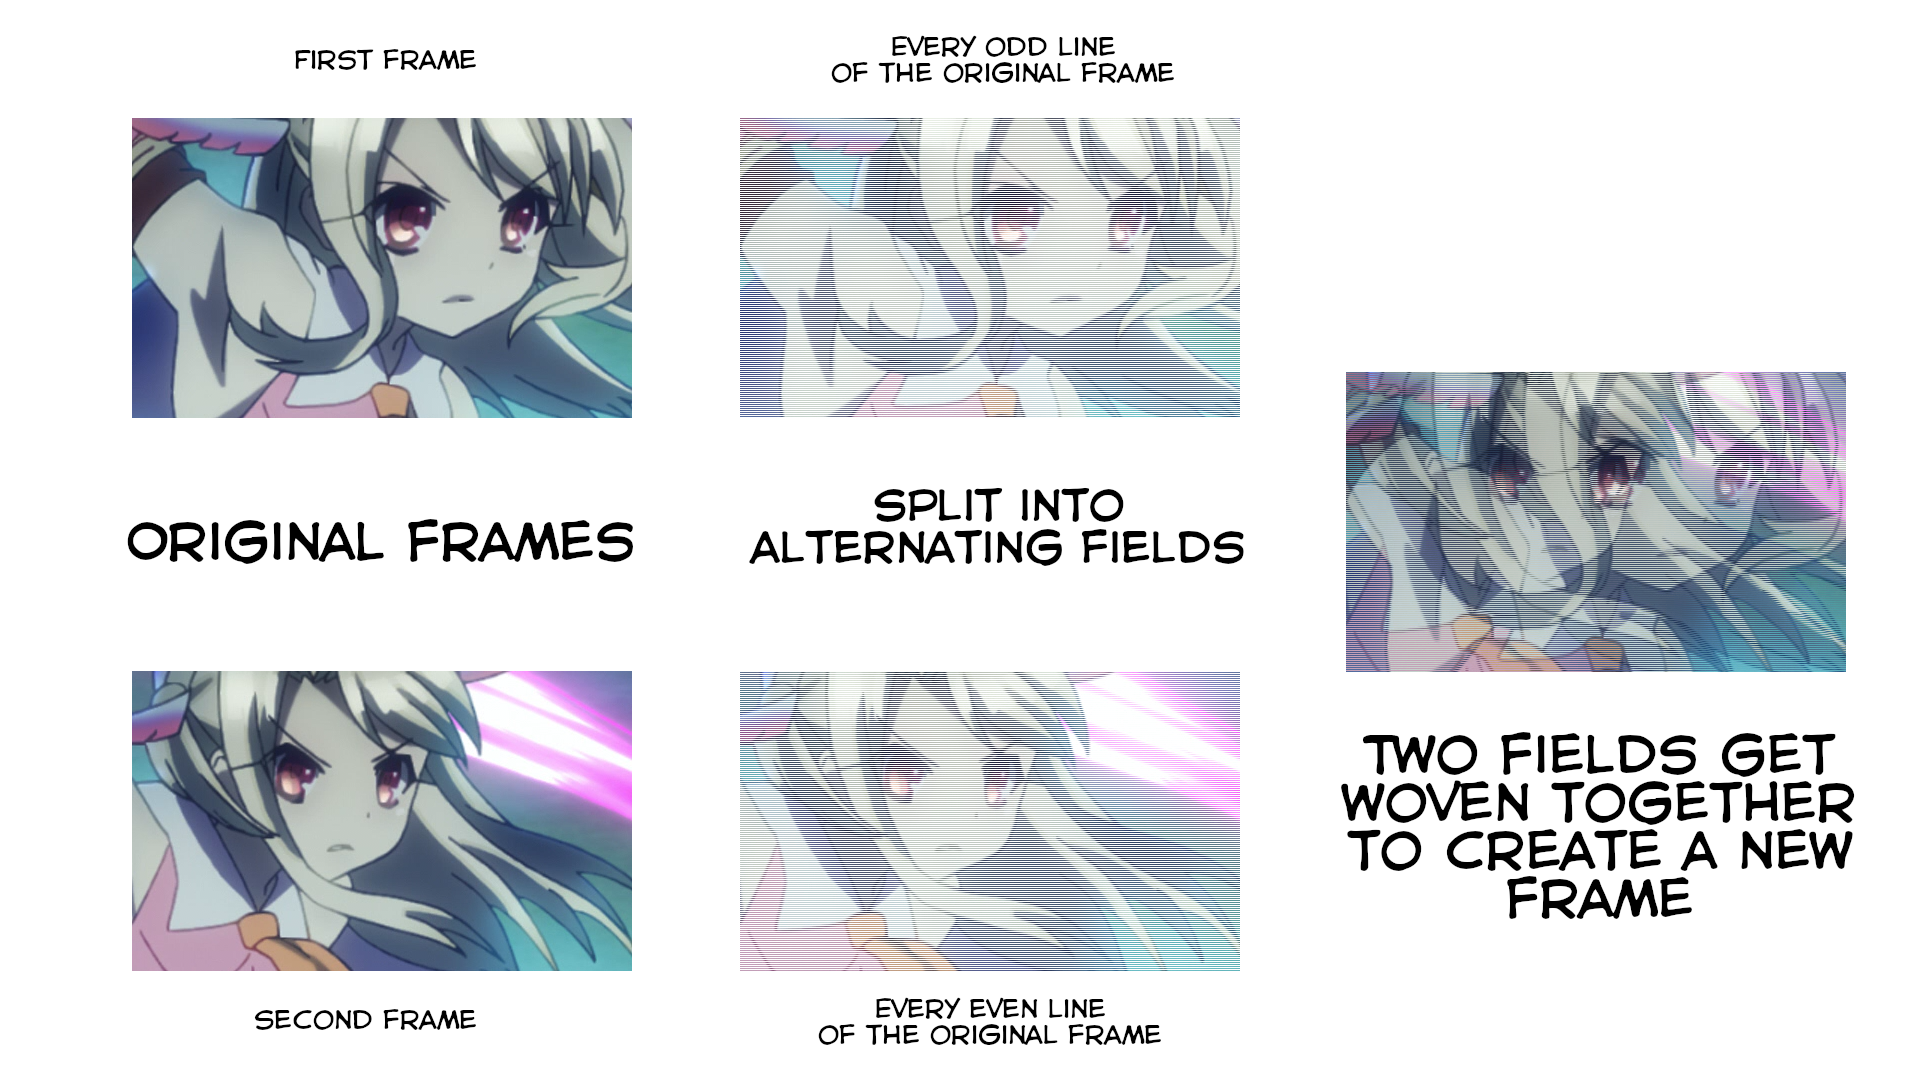 FIRST FRAME
EVERY ODD LINE
OF THE ORIGINAL FRAME
ORIGINAL FRAMES
SPLIT INTO
ALTERNATING FIELDS
TWO FIELDS GET
WOVEN TOGETHER
TO CREATE A NEW
FRAME
SECOND FRAME
EVERY EVEN LINE
OF THE ORIGINAL FRAME